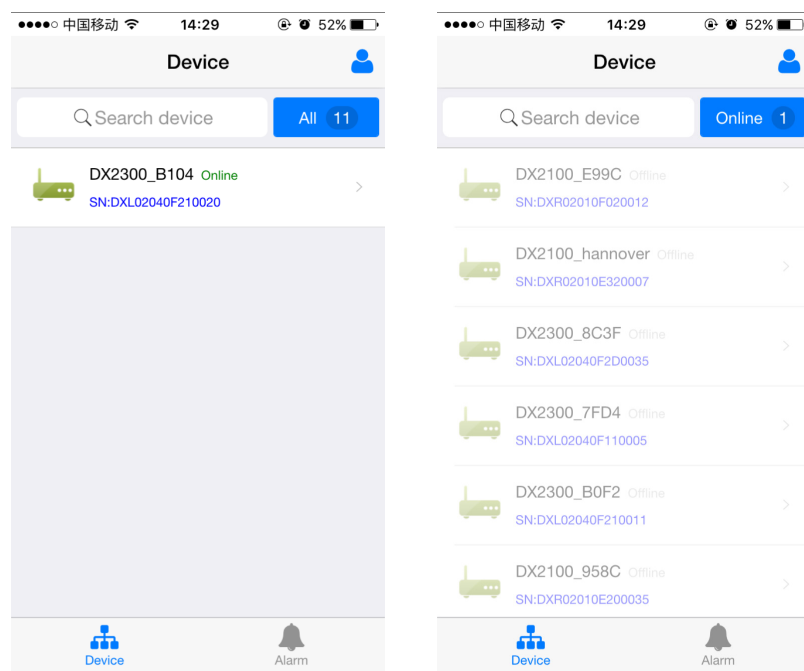 中国移动 14:29 52%
Device
Search device All 11
DX2300_B104 Online
SN:DXL02040F210020
Device Alarm
中国移动 14:29 52%
Device
Search device Online 1
DX2100_E99C Offline
SN:DXR02010F020012
DX2100_hannover Offline
SN:DXR02010E320007
DX2300_8C3F Offline
SN:DXL02040F2D0035
DX2300_7FD4 Offline
SN:DXL02040F110005
DX2300_B0F2 Offline
SN:DXL02040F210011
DX2100_958C Offline
SN:DXR02010E200035
Device Alarm